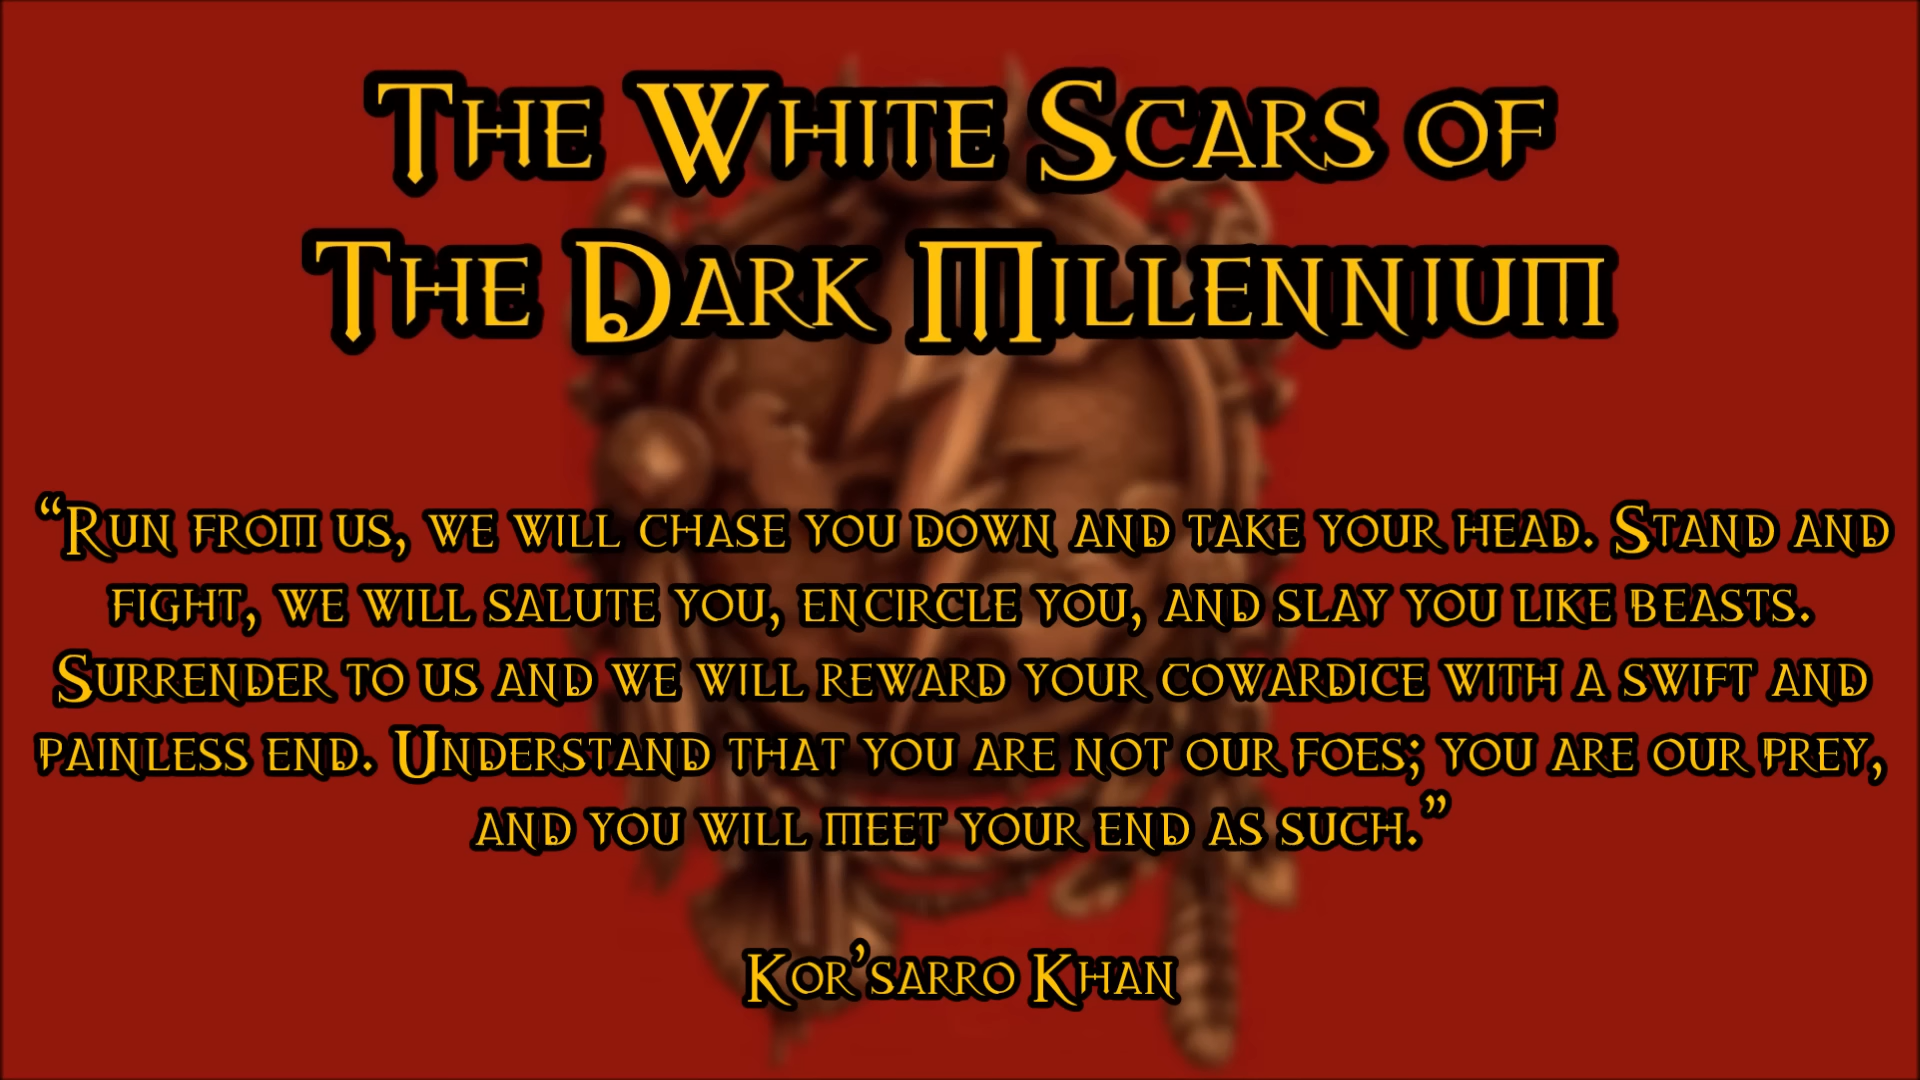 The White Scars of
The Dark Millennium
“Run from us, we will chase you down and take your head. Stand and
fight, we will salute you, encircle you, and slay you like beasts.
Surrender to us and we will reward your cowardice with a swift and
painless end. Understand that you are not our foes; you are our prey,
and you will meet your end as such.”
Kor’sarro Khan